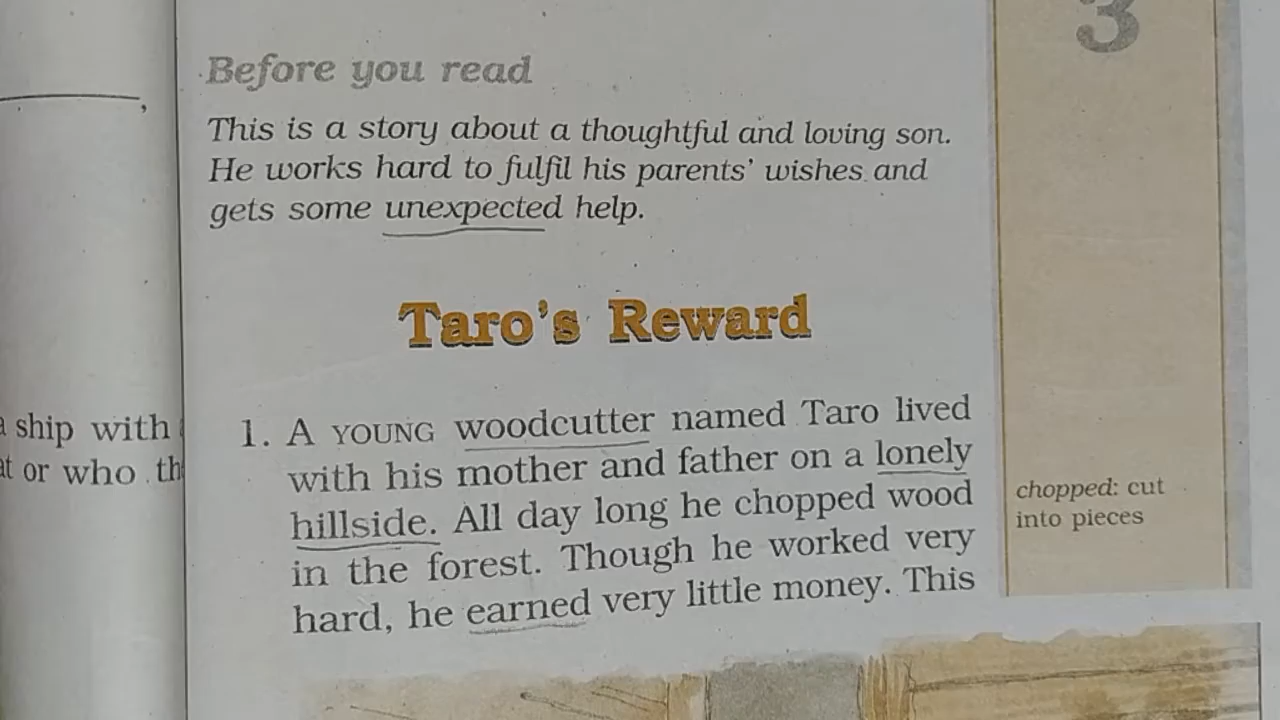 3
Before you read
This is a story about a thoughtful and loving son.
He works hard to fulfil his parents' wishes and
gets some unexpected help.
Taro's Reward
1. A YOUNG woodcutter named Taro lived
with his mother and father on a lonely
hillside. All day long he chopped wood
in the forest. Though he worked very
hard, he earned very little money. This
chopped: cut
into pieces
ship with
or who